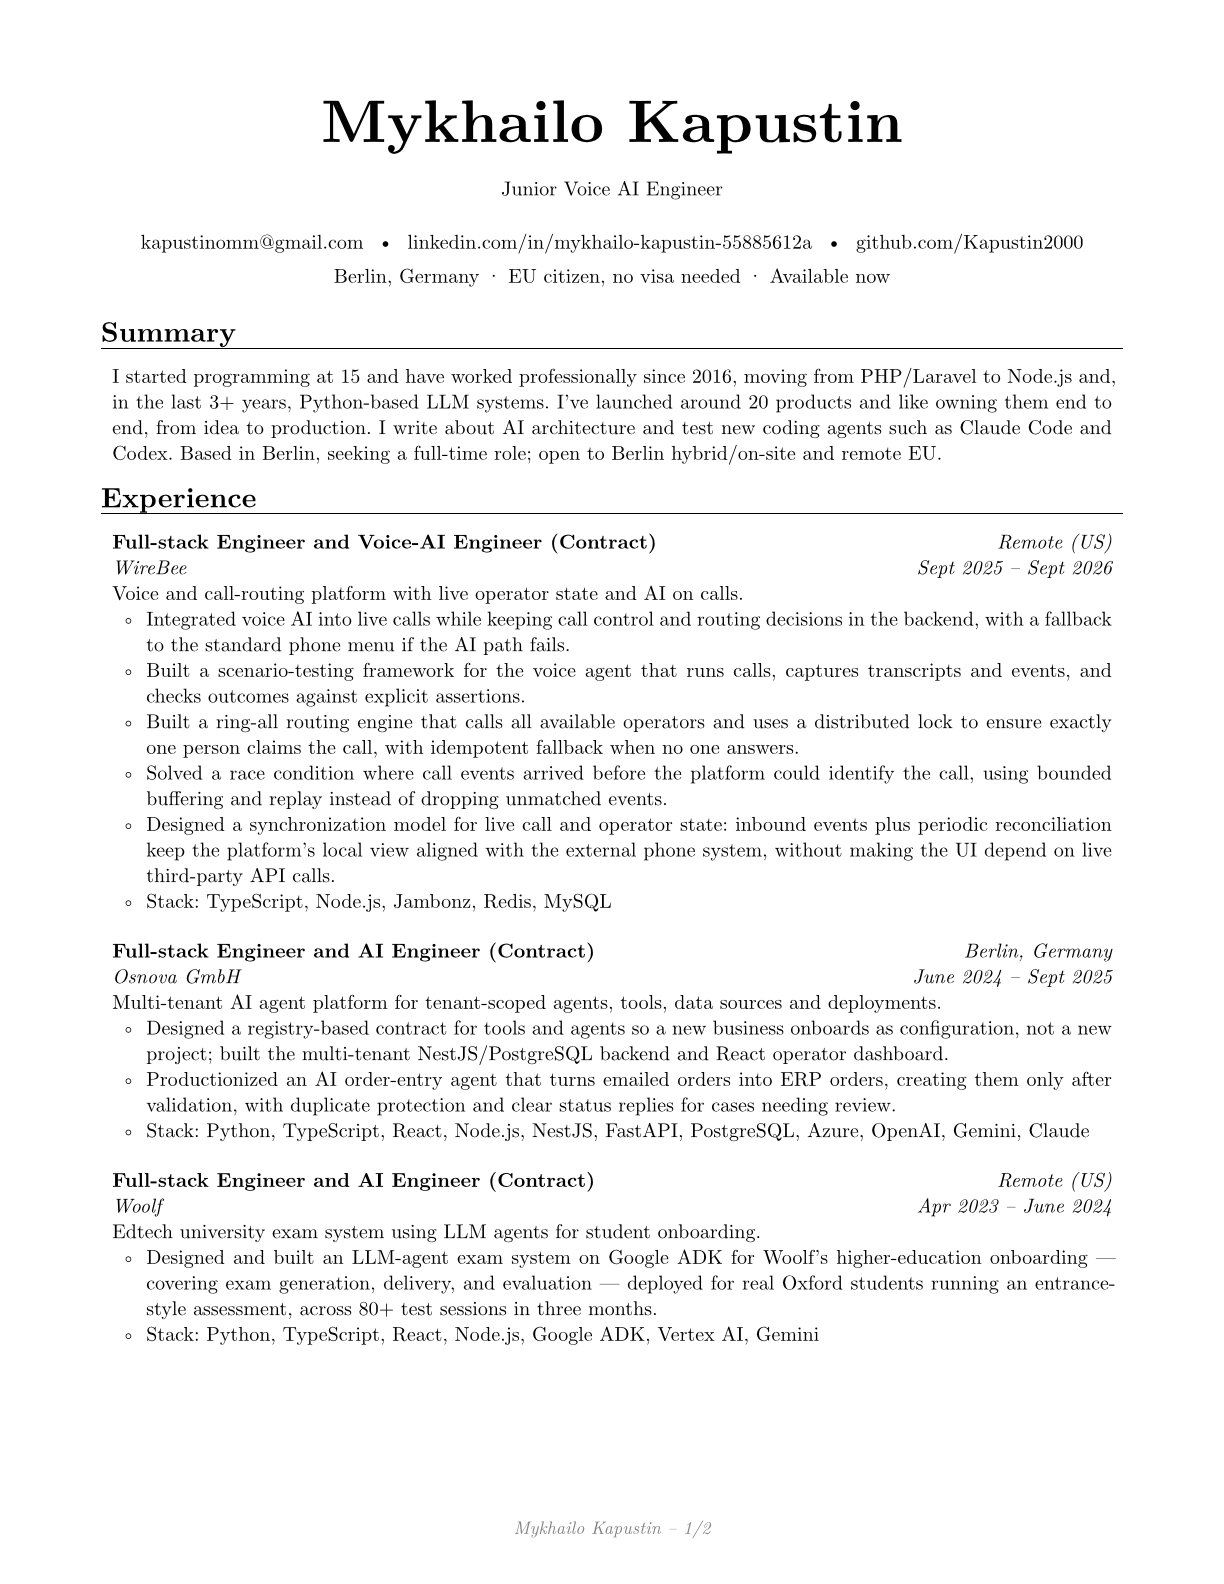 Mykhailo Kapustin
Junior Voice AI Engineer
kapustinomm@gmail.com • linkedin.com/in/mykhailo-kapustin-55885612a • github.com/Kapustin2000
Berlin, Germany · EU citizen, no visa needed · Available now
Summary
I started programming at 15 and have worked professionally since 2016, moving from PHP/Laravel to Node.js and,
in the last 3+ years, Python-based LLM systems. I've launched around 20 products and like owning them end to
end, from idea to production. I write about AI architecture and test new coding agents such as Claude Code and
Codex. Based in Berlin, seeking a full-time role; open to Berlin hybrid/on-site and remote EU.
Experience
Full-stack Engineer and Voice-AI Engineer (Contract) Remote (US)
WireBee Sept 2025 – Sept 2026
Voice and call-routing platform with live operator state and AI on calls.
◦ Integrated voice AI into live calls while keeping call control and routing decisions in the backend, with a fallback
to the standard phone menu if the AI path fails.
◦ Built a scenario-testing framework for the voice agent that runs calls, captures transcripts and events, and
checks outcomes against explicit assertions.
◦ Built a ring-all routing engine that calls all available operators and uses a distributed lock to ensure exactly
one person claims the call, with idempotent fallback when no one answers.
◦ Solved a race condition where call events arrived before the platform could identify the call, using bounded
buffering and replay instead of dropping unmatched events.
◦ Designed a synchronization model for live call and operator state: inbound events plus periodic reconciliation
keep the platform's local view aligned with the external phone system, without making the UI depend on live
third-party API calls.
◦ Stack: TypeScript, Node.js, Jambonz, Redis, MySQL
Full-stack Engineer and AI Engineer (Contract) Berlin, Germany
Osnova GmbH June 2024 – Sept 2025
Multi-tenant AI agent platform for tenant-scoped agents, tools, data sources and deployments.
◦ Designed a registry-based contract for tools and agents so a new business onboards as configuration, not a new
project; built the multi-tenant NestJS/PostgreSQL backend and React operator dashboard.
◦ Productionized an AI order-entry agent that turns emailed orders into ERP orders, creating them only after
validation, with duplicate protection and clear status replies for cases needing review.
◦ Stack: Python, TypeScript, React, Node.js, NestJS, FastAPI, PostgreSQL, Azure, OpenAI, Gemini, Claude
Full-stack Engineer and AI Engineer (Contract) Remote (US)
Woolf Apr 2023 – June 2024
Edtech university exam system using LLM agents for student onboarding.
◦ Designed and built an LLM-agent exam system on Google ADK for Woolf's higher-education onboarding —
covering exam generation, delivery, and evaluation — deployed for real Oxford students running an entrance-
style assessment, across 80+ test sessions in three months.
◦ Stack: Python, TypeScript, React, Node.js, Google ADK, Vertex AI, Gemini
Mykhailo Kapustin – 1/2